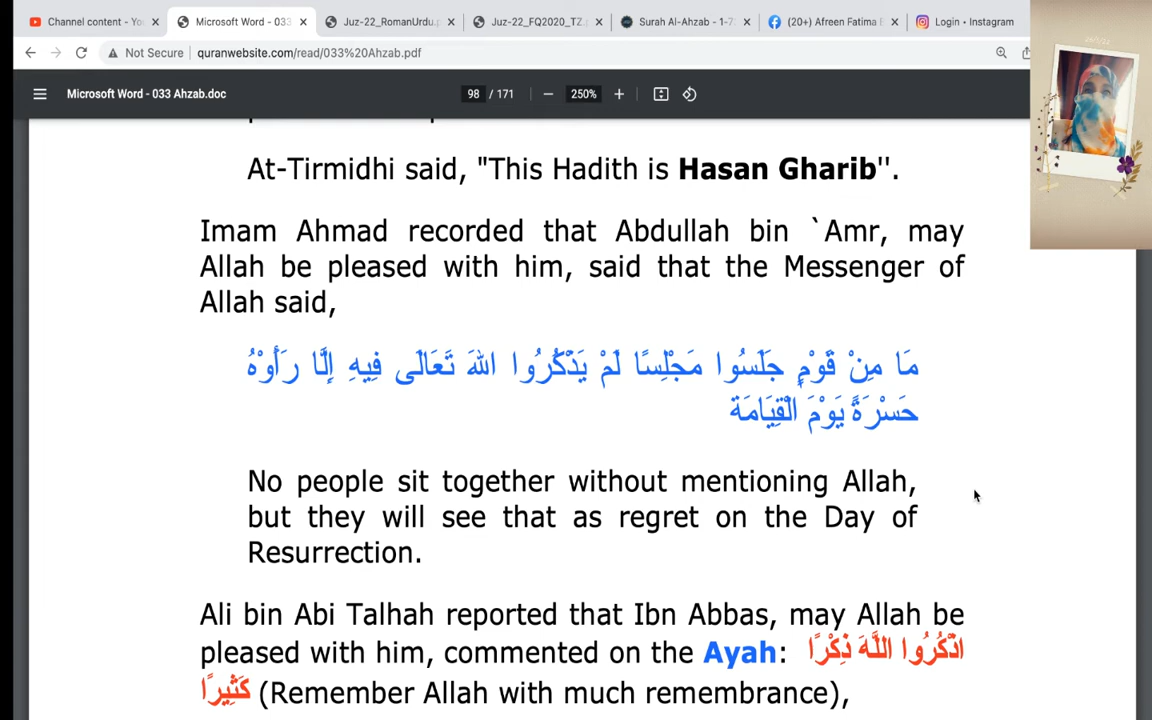 Channel content - Yo
Microsoft Word - 033
Juz-22_RomanUrdu.p
Juz-22_FQ2020_TZ.
Surah Al-Ahzab - 1-7
(20+) Afreen Fatima
Login • Instagram
Not Secure quranwebsite.com/read/033%20Ahzab.pdf
Microsoft Word - 033 Ahzab.doc
98 / 171
250%
At-Tirmidhi said, "This Hadith is Hasan Gharib''.
Imam Ahmad recorded that Abdullah bin `Amr, may
Allah be pleased with him, said that the Messenger of
Allah said,
مَا مِنْ قَوْمٍ جَلَسُوا مَجْلِسًا لَمْ يَذْكُرُوا اللهَ تَعَالَى فِيهِ إِلَّا رَأَوْهُ
حَسْرَةً يَوْمَ الْقِيَامَة
No people sit together without mentioning Allah,
but they will see that as regret on the Day of
Resurrection.
Ali bin Abi Talhah reported that Ibn Abbas, may Allah be
pleased with him, commented on the Ayah: اذْكُرُوا اللَّهَ ذِكْرًا
كَثِيرًا (Remember Allah with much remembrance),